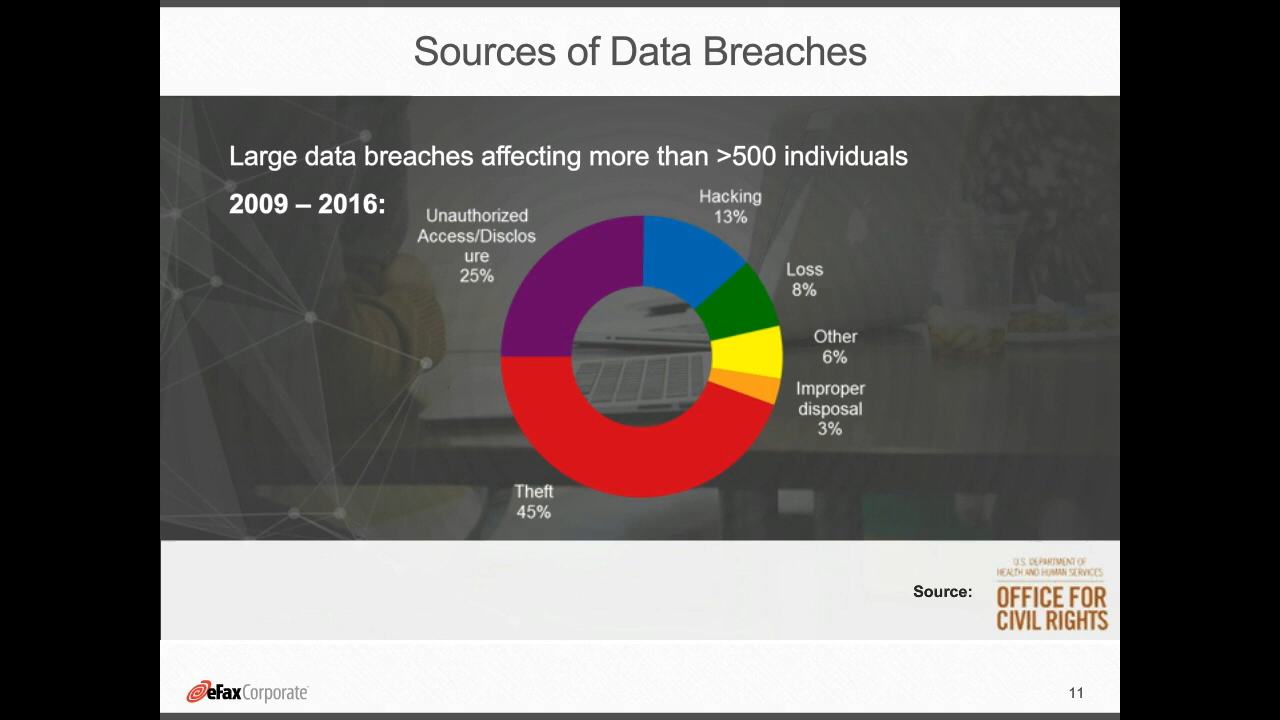 Sources of Data Breaches
Large data breaches affecting more than >500 individuals
2009 – 2016:
Unauthorized
Access/Disclos
ure
25%
Hacking
13%
Loss
8%
Other
6%
Improper
disposal
3%
Theft
45%
Source:
U.S. DEPARTMENT OF
HEALTH AND HUMAN SERVICES
OFFICE FOR
CIVIL RIGHTS
eFax Corporate
11